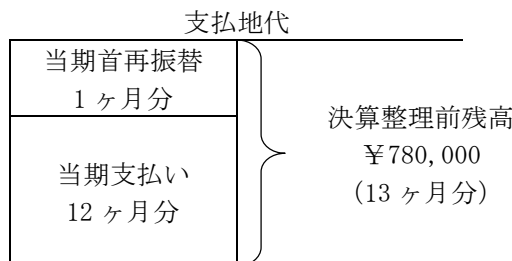 支払地代
当期首再振替
1ヶ月分
当期支払い
12ヶ月分
決算整理前残高
￥780,000
(13ヶ月分)